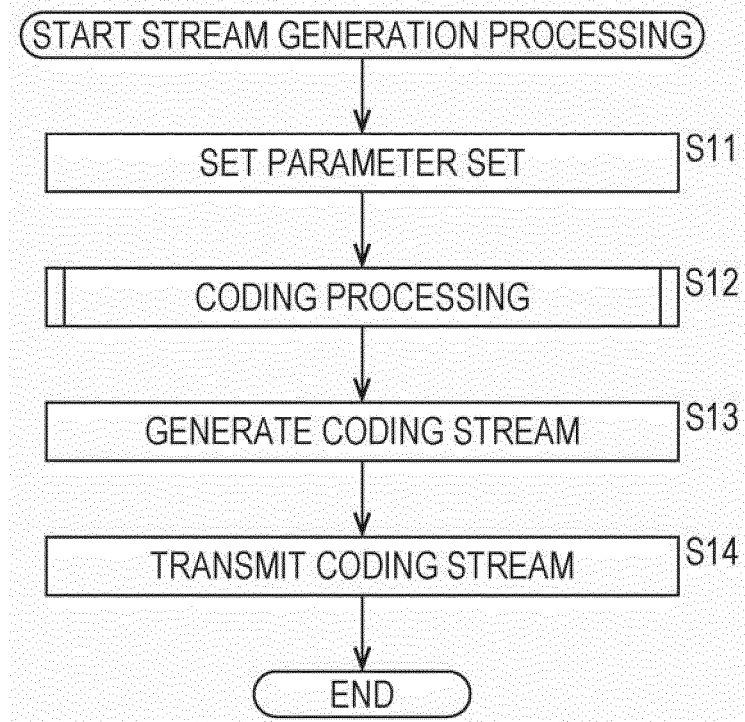 START STREAM GENERATION PROCESSING
SET PARAMETER SET S11
CODING PROCESSING S12
GENERATE CODING STREAM S13
TRANSMIT CODING STREAM S14
END